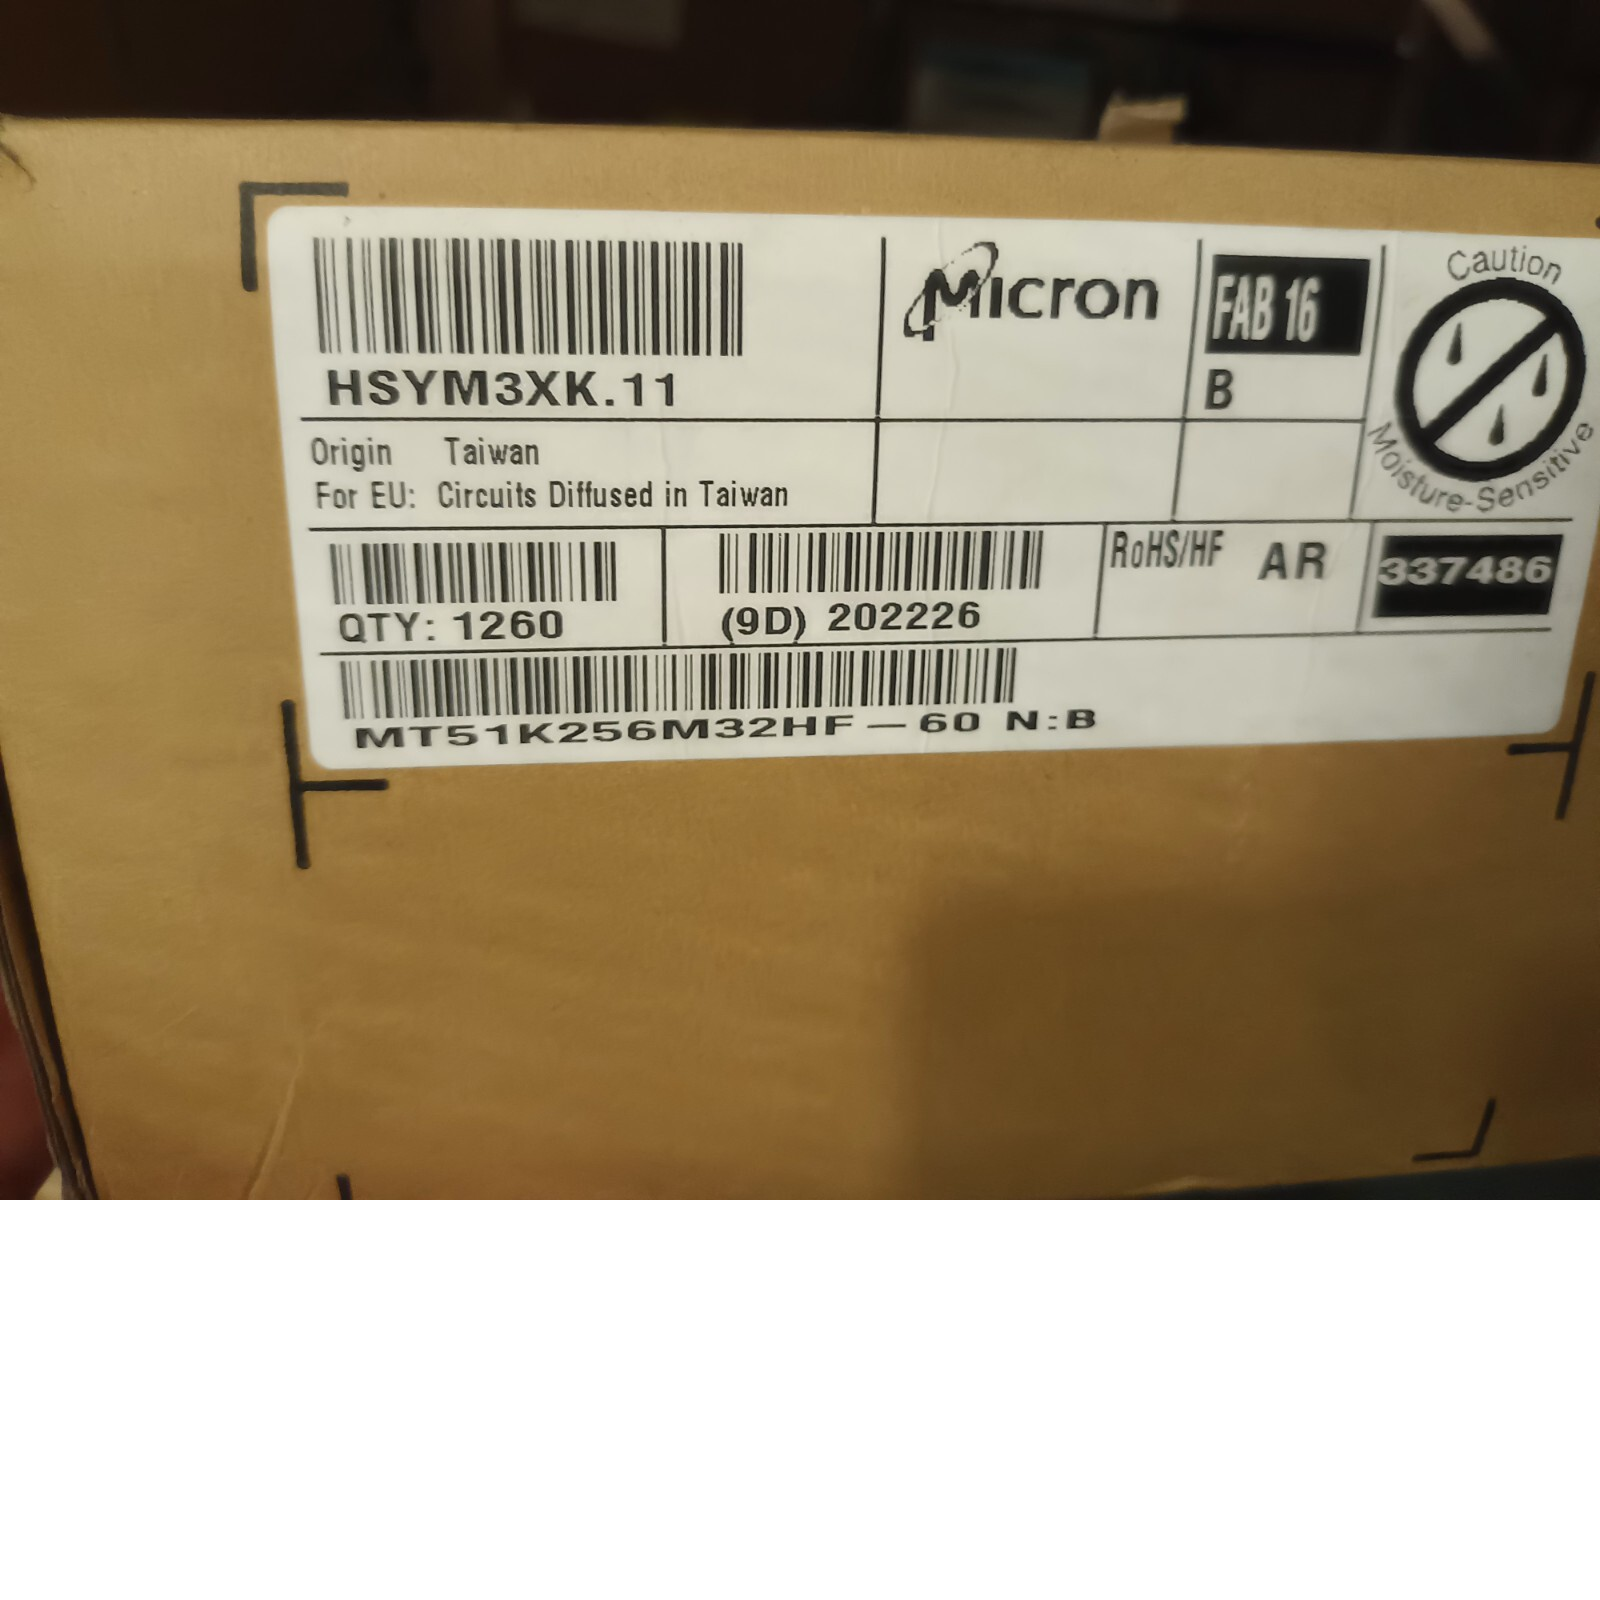 HSYM3XK.11
Micron
FAB 16
B
Caution
Moisture-Sensitive
Origin Taiwan
For EU: Circuits Diffused in Taiwan
QTY: 1260
(9D) 202226
RoHS/HF AR
337486
MT51K256M32HF-60 N:B